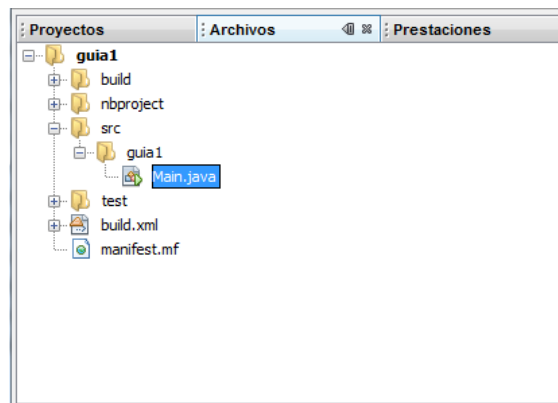 Proyectos Archivos Prestaciones
guia1
build
nbproject
src
guia1
Main.java
test
build.xml
manifest.mf